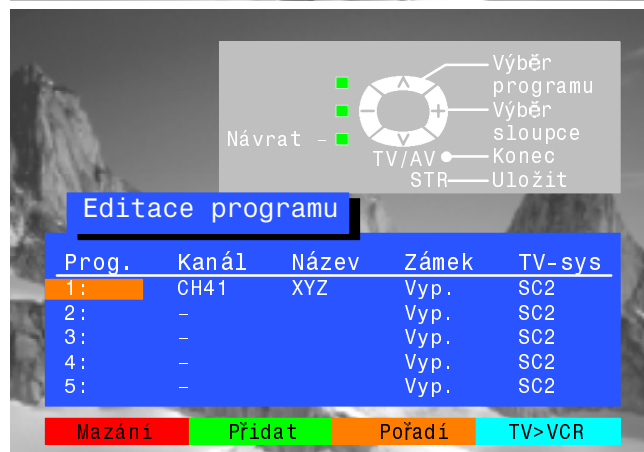 Výběr
programu
Výběr
sloupce
Návrat –
TV/AV Konec
STR Uložit
Editace programu
Prog. Kanál Název Zámek TV-sys
1: CH41 XYZ Vyp. SC2
2: – Vyp. SC2
3: – Vyp. SC2
4: – Vyp. SC2
5: – Vyp. SC2
Mazání Přidat Pořadí TV>VCR